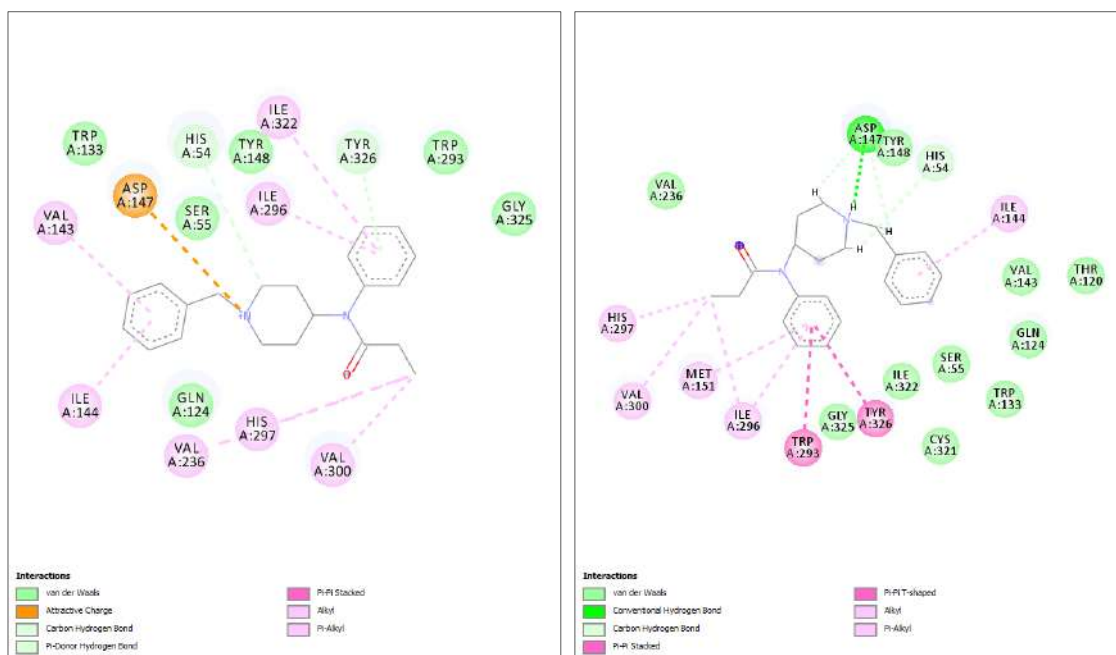 ILE
A:322
TRP
A:133
HIS
A:54
TYR
A:148
TYR
A:326
TRP
A:293
ASP
A:147
ILE
A:296
VAL
A:143
SER
A:55
GLY
A:325
N
O
ILE
A:144
GLN
A:124
HIS
A:297
VAL
A:236
VAL
A:300
Interactions
van der Waals
Attractive Charge
Carbon Hydrogen Bond
Pi-Donor Hydrogen Bond
Pi-Pi Stacked
Alkyl
Pi-Alkyl
ASP
A:147
TYR
A:148
HIS
A:54
VAL
A:236
H
H
N
H
H
ILE
A:144
N
VAL
A:143
THR
A:120
HIS
A:297
GLN
A:124
MET
A:151
SER
A:55
ILE
A:322
VAL
A:300
ILE
A:296
TRP
A:133
GLY
A:325
TYR
A:326
TRP
A:293
CYS
A:321
Interactions
van der Waals
Conventional Hydrogen Bond
Carbon Hydrogen Bond
Pi-Pi Stacked
Pi-Pi T-shaped
Alkyl
Pi-Alkyl